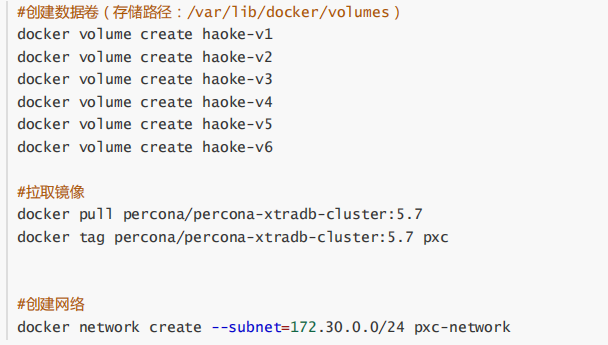 #创建数据卷（存储路径：/var/lib/docker/volumes）
docker volume create haoke-v1
docker volume create haoke-v2
docker volume create haoke-v3
docker volume create haoke-v4
docker volume create haoke-v5
docker volume create haoke-v6
#拉取镜像
docker pull percona/percona-xtradb-cluster:5.7
docker tag percona/percona-xtradb-cluster:5.7 pxc
#创建网络
docker network create --subnet=172.30.0.0/24 pxc-network